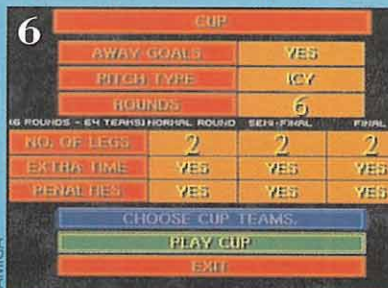 6
CUP
AWAY GOALS YES
PITCH TYPE ICY
ROUNDS 6
(6 ROUNDS - 64 TEAMS) NORMAL ROUND SEMI-FINAL FINAL
NO. OF LEGS 2 2 2
EXTRA TIME YES YES YES
PENALTIES YES YES YES
CHOOSE CUP TEAMS.
PLAY CUP
EXIT
AMIGA